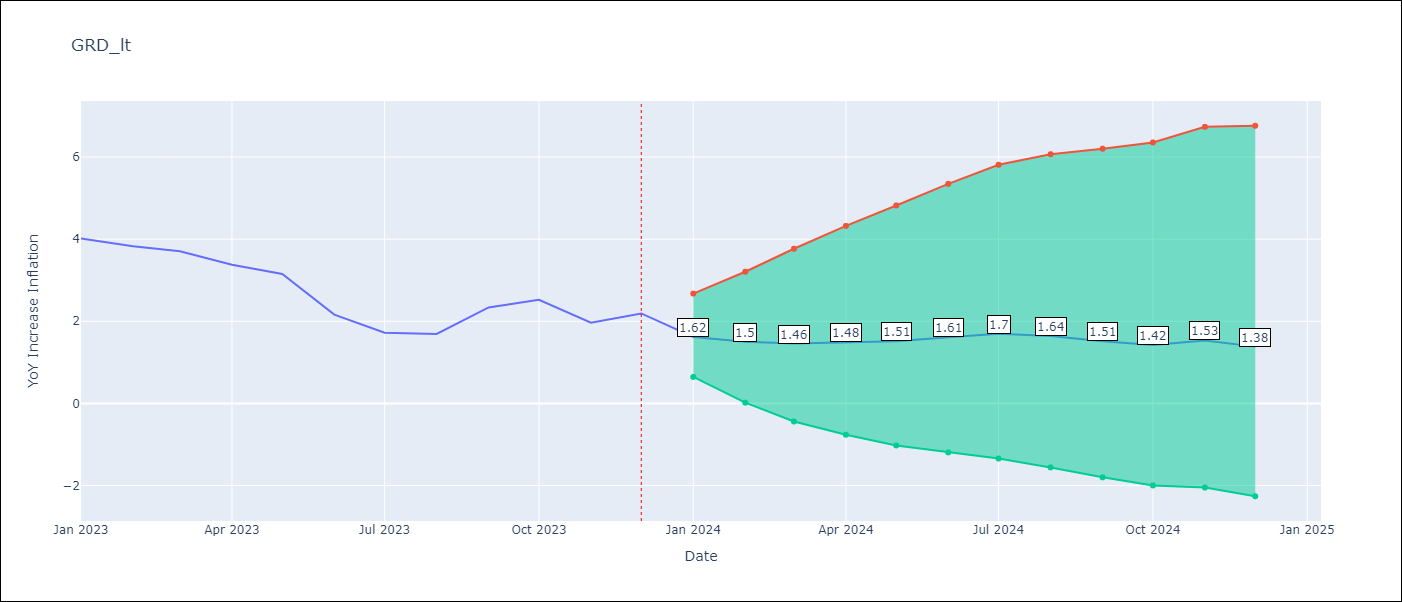 GRD_lt
YoY Increase Inflation
6
4
2
0
−2
1.62 1.5 1.46 1.48 1.51 1.61 1.7 1.64 1.51 1.42 1.53 1.38
Jan 2023 Apr 2023 Jul 2023 Oct 2023 Jan 2024 Apr 2024 Jul 2024 Oct 2024 Jan 2025
Date